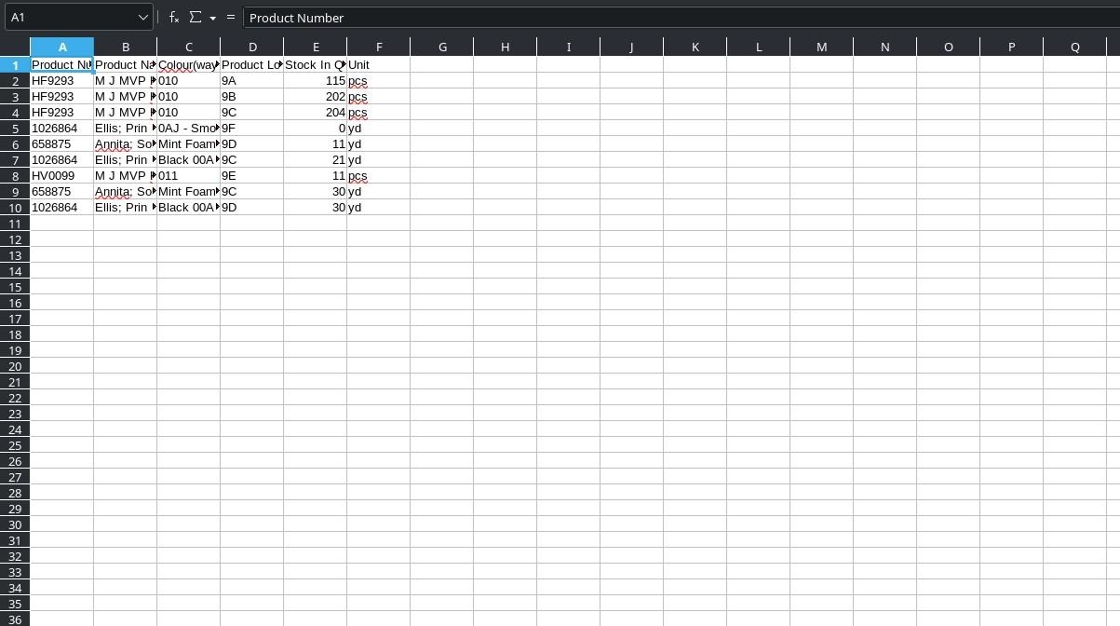 A1 fx Σ = Product Number
A B C D E F G H I J K L M N O P Q
1 Product Nu Product Na Colour(way Product Lo Stock In Q Unit
2 HF9293 M J MVP 010 9A 115 pcs
3 HF9293 M J MVP 010 9B 202 pcs
4 HF9293 M J MVP 010 9C 204 pcs
5 1026864 Ellis; Prin 0AJ - Smo 9F 0 yd
6 658875 Annita; So Mint Foam 9D 11 yd
7 1026864 Ellis; Prin Black 00A 9C 21 yd
8 HV0099 M J MVP 011 9E 11 pcs
9 658875 Annita; So Mint Foam 9C 30 yd
10 1026864 Ellis; Prin Black 00A 9D 30 yd
11
12
13
14
15
16
17
18
19
20
21
22
23
24
25
26
27
28
29
30
31
32
33
34
35
36